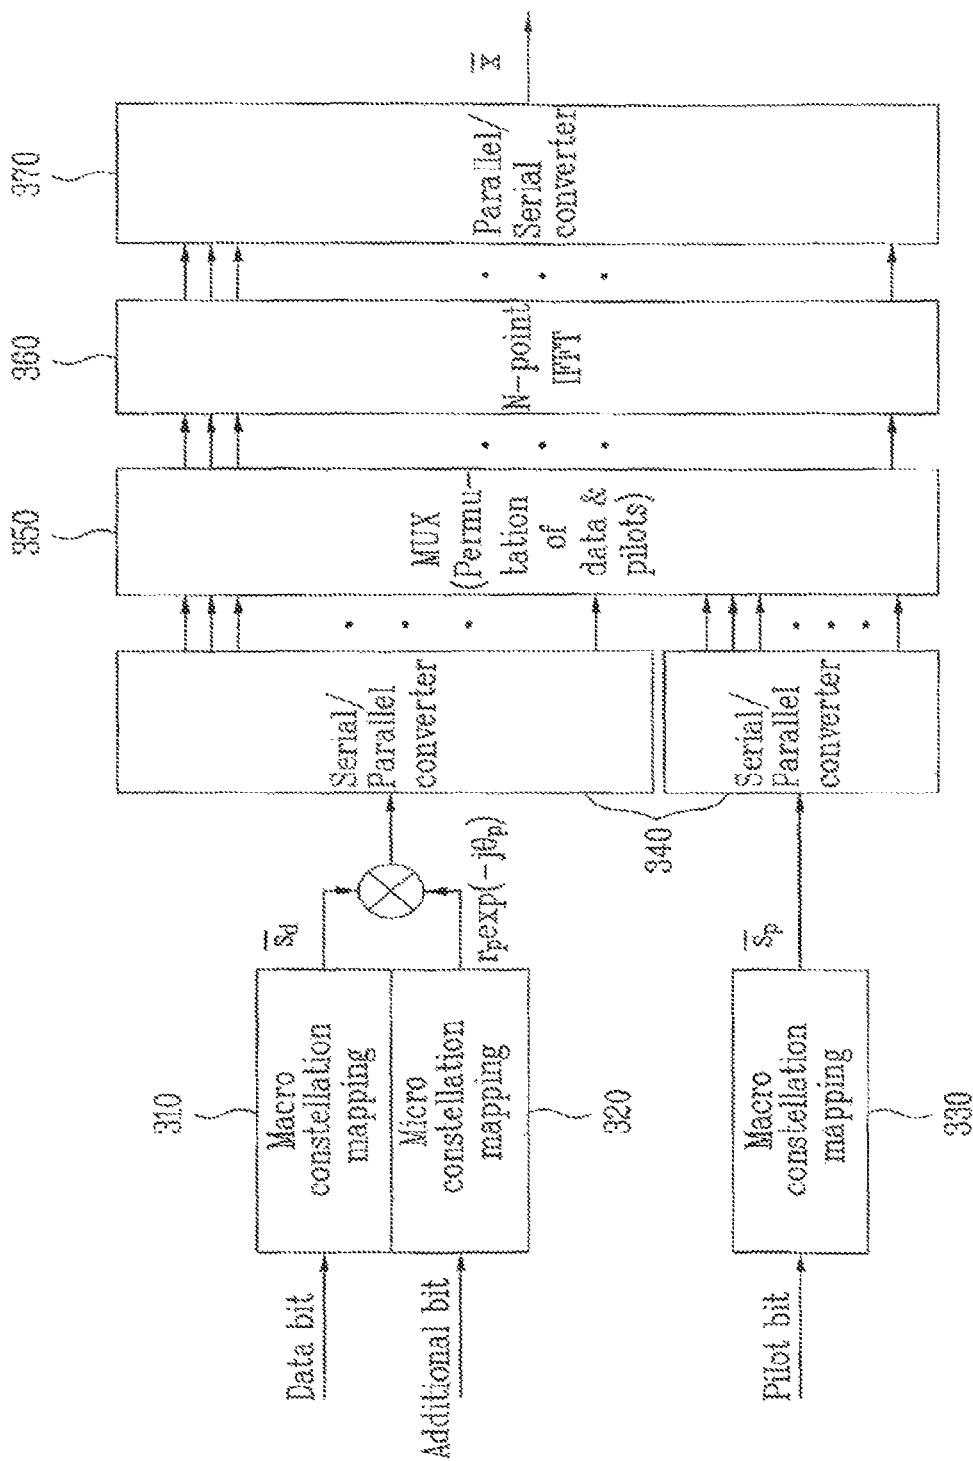 Data bit
Additional bit
Pilot bit
310
Macro
constellation
mapping
Micro
constellation
mapping
320
Macro
constellation
mapping
330
s̅d
rpexp(-jθp)
s̅p
340
Serial/
Parallel
converter
Serial/
Parallel
converter
350
MUX
(Permu-
tation
of
data &
pilots)
360
N-point
IFFT
370
Parallel/
Serial
converter
x̅